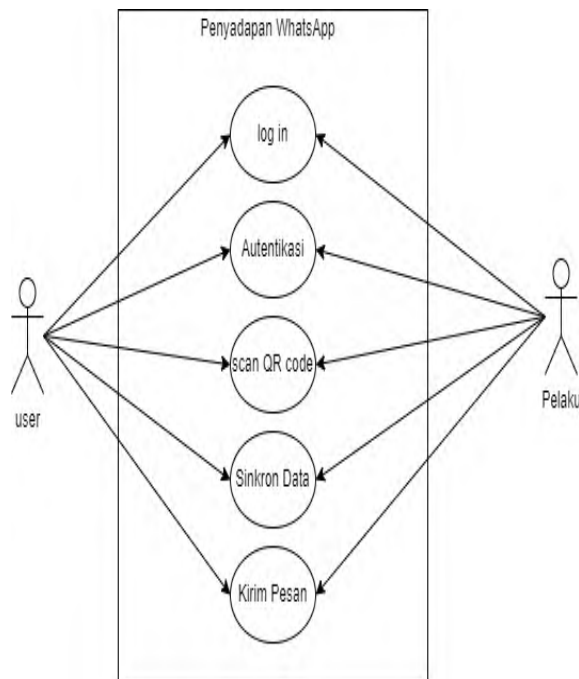 Penyadapan WhatsApp
log in
Autentikasi
scan QR code
Sinkron Data
Kirim Pesan
user
Pelaku